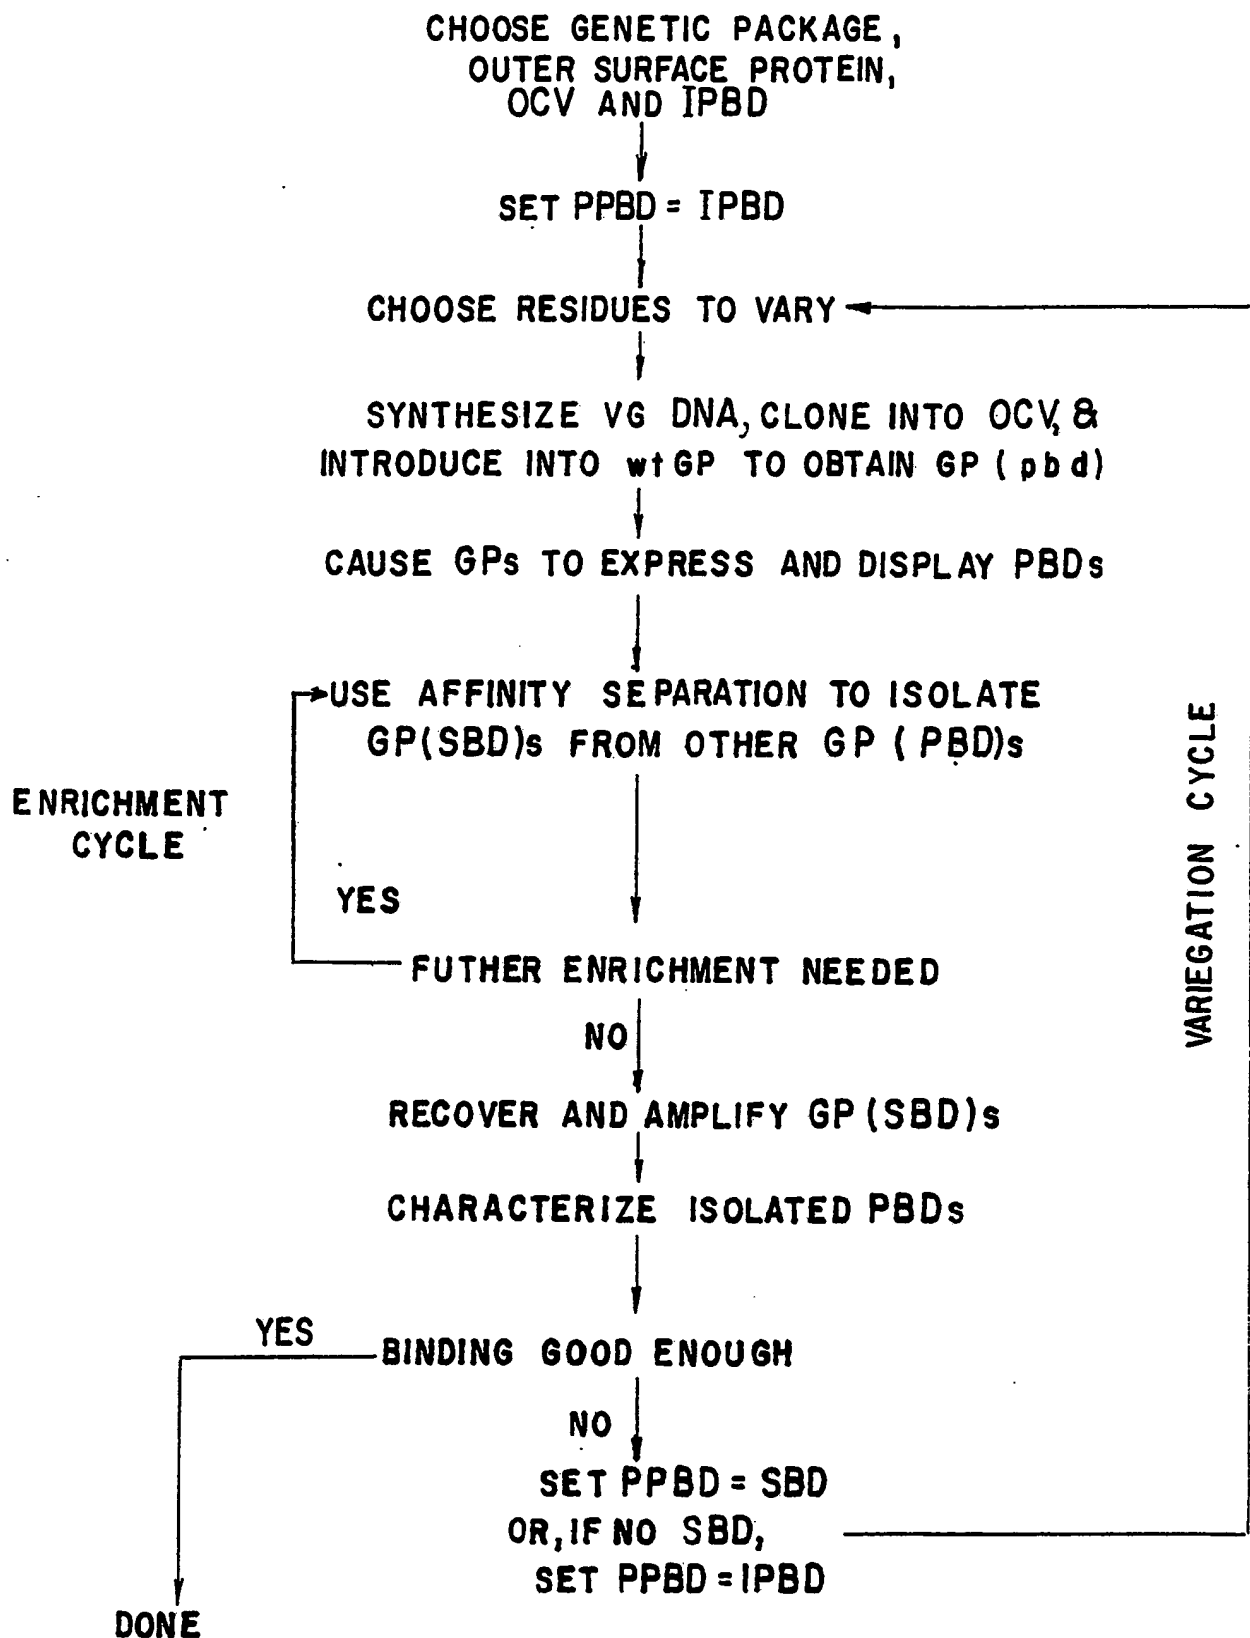 CHOOSE GENETIC PACKAGE,
OUTER SURFACE PROTEIN,
OCV AND IPBD
SET PPBD = IPBD
CHOOSE RESIDUES TO VARY
SYNTHESIZE VG DNA, CLONE INTO OCV, &
INTRODUCE INTO wtGP TO OBTAIN GP (pbd)
CAUSE GPs TO EXPRESS AND DISPLAY PBDs
USE AFFINITY SEPARATION TO ISOLATE
GP(SBD)s FROM OTHER GP (PBD)s
ENRICHMENT
CYCLE
YES
VARIEGATION CYCLE
FUTHER ENRICHMENT NEEDED
NO
RECOVER AND AMPLIFY GP (SBD)s
CHARACTERIZE ISOLATED PBDs
YES
BINDING GOOD ENOUGH
NO
SET PPBD = SBD
OR, IF NO SBD,
SET PPBD = IPBD
DONE